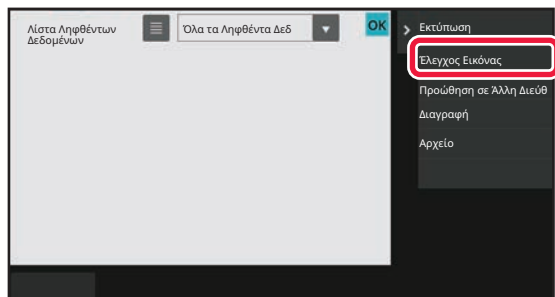 Λίστα Ληφθέντων
Δεδομένων
Όλα τα Ληφθέντα Δεδ
OK
Εκτύπωση
Έλεγχος Εικόνας
Προώθηση σε Άλλη Διεύθ
Διαγραφή
Αρχείο